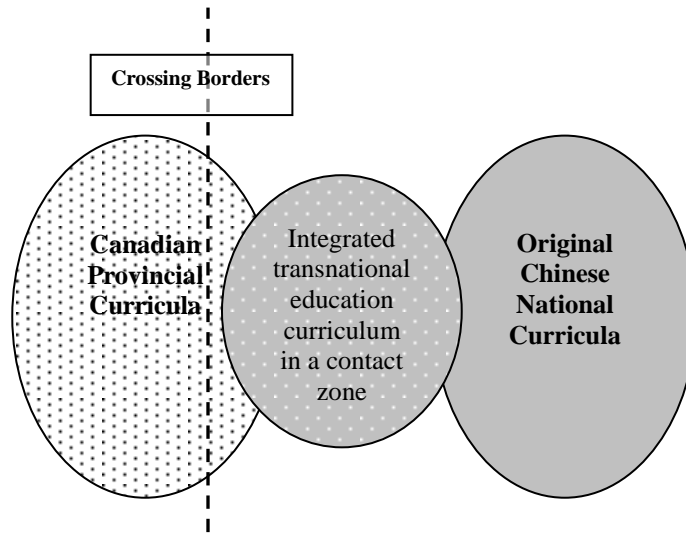 Crossing Borders
Canadian
Provincial
Curricula
Integrated
transnational
education
curriculum
in a contact
zone
Original
Chinese
National
Curricula